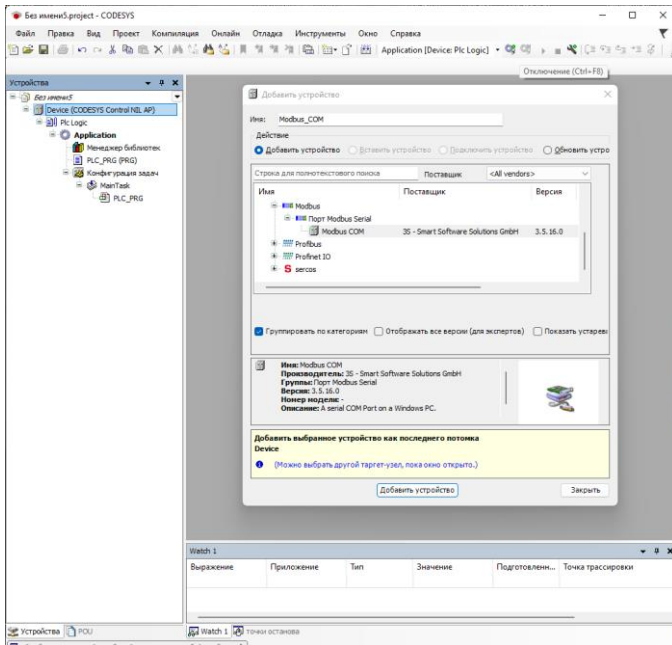 Без имени5.project - CODESYS
Файл Правка Вид Проект Компиляция Онлайн Отладка Инструменты Окно Справка
Application [Device: Plc Logic]
Отключение (Ctrl+F8)
Устройства
Без имени5
Device (CODESYS Control NIL AP)
Plc Logic
Application
Менеджер библиотек
PLC_PRG (PRG)
Конфигурация задач
MainTask
PLC_PRG
Добавить устройство
Имя: Modbus_COM
Действие
Добавить устройство Вставить устройство Подключить устройство Обновить устро
Строка для полнотекстового поиска Поставщик <All vendors>
Имя Поставщик Версия
Modbus
Порт Modbus Serial
Modbus COM 3S - Smart Software Solutions GmbH 3.5.16.0
Profibus
Profinet IO
sercos
Группировать по категориям Отображать все версии (для экспертов) Показать устарев
Имя: Modbus COM
Производитель: 3S - Smart Software Solutions GmbH
Группы: Порт Modbus Serial
Версия: 3.5.16.0
Номер модели: -
Описание: A serial COM Port on a Windows PC.
Добавить выбранное устройство как последнего потомка
Device
(Можно выбрать другой таргет-узел, пока окно открыто.)
Добавить устройство Закрыть
Watch 1
Выражение Приложение Тип Значение Подготовленн... Точка трассировки
Устройства POU Watch 1 точки останова